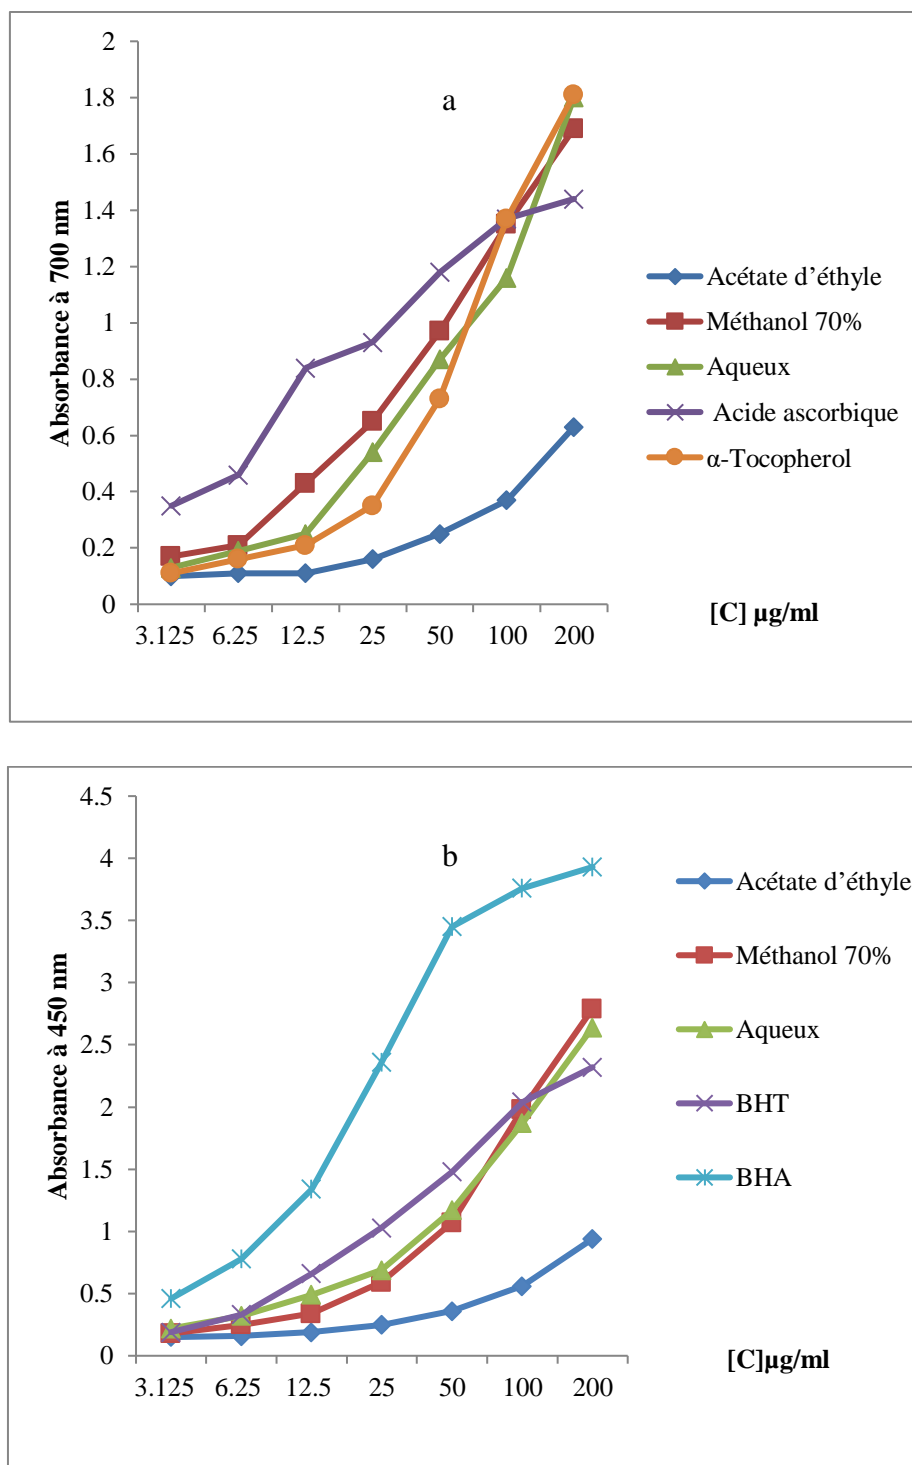 a
Absorbance à 700 nm
2
1.8
1.6
1.4
1.2
1
0.8
0.6
0.4
0.2
0
3.125 6.25 12.5 25 50 100 200
[C] µg/ml
Acétate d’éthyle
Méthanol 70%
Aqueux
Acide ascorbique
α-Tocopherol
b
Absorbance à 450 nm
4.5
4
3.5
3
2.5
2
1.5
1
0.5
0
3.125 6.25 12.5 25 50 100 200
[C]µg/ml
Acétate d’éthyle
Méthanol 70%
Aqueux
BHT
BHA